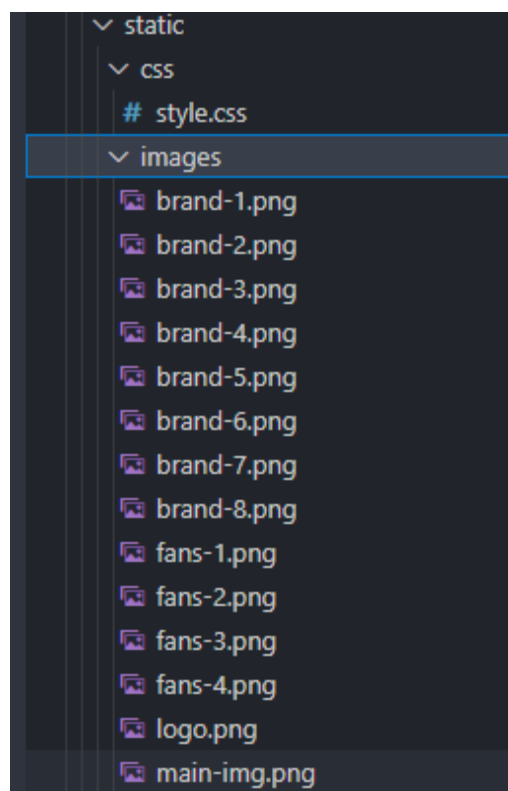 static
css
# style.css
images
brand-1.png
brand-2.png
brand-3.png
brand-4.png
brand-5.png
brand-6.png
brand-7.png
brand-8.png
fans-1.png
fans-2.png
fans-3.png
fans-4.png
logo.png
main-img.png